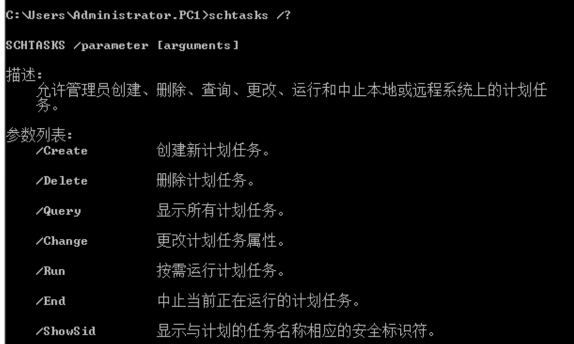 C:\Users\Administrator.PC1>schtasks /?
SCHTASKS /parameter [arguments]
描述:
允许管理员创建、删除、查询、更改、运行和中止本地或远程系统上的计划任
务。
参数列表:
/Create 创建新计划任务。
/Delete 删除计划任务。
/Query 显示所有计划任务。
/Change 更改计划任务属性。
/Run 按需运行计划任务。
/End 中止当前正在运行的计划任务。
/ShowSid 显示与计划的任务名称相应的安全标识符。